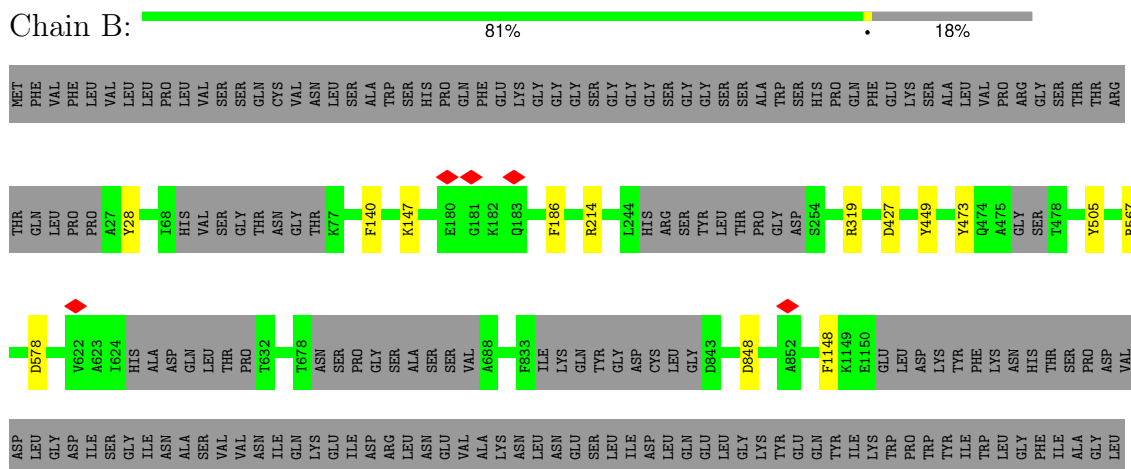 Chain B:
81% • 18%
MET PHE VAL PHE LEU VAL LEU LEU PRO LEU VAL SER SER GLN CYS VAL ASN LEU SER ALA TRP SER HIS PRO GLN PHE GLU LYS GLY GLY GLY SER GLY GLY GLY SER GLY GLY SER SER ALA TRP SER HIS PRO GLN PHE GLU LYS SER ALA LEU VAL PRO ARG GLY SER THR THR ARG
THR GLN LEU PRO PRO A27 Y28 I68 HIS VAL SER GLY THR ASN GLY THR K77 F140 K147 E180 G181 K182 Q183 F186 R214 L244 HIS ARG SER TYR LEU THR PRO GLY ASP S254 R319 D427 Y449 Y473 Q474 A475 GLY SER T478 Y505 R567
D578 V622 A623 I624 HIS ALA ASP GLN LEU THR PRO T632 T678 ASN SER PRO GLY SER ALA SER SER VAL A688 F833 ILE LYS GLN TYR GLY ASP CYS LEU GLY D843 D848 A852 F1148 K1149 E1150 GLU LEU ASP LYS TYR PHE LYS ASN HIS THR SER PRO ASP VAL
ASP LEU GLY ASP ILE SER GLY ILE ASN ALA SER VAL VAL ASN ILE GLN LYS GLU ILE ASP ARG LEU ASN GLU VAL ALA LYS ASN LEU ASN GLU SER LEU ILE ASP LEU GLN GLU LEU GLY LYS TYR GLU GLN TYR ILE LYS TRP PRO TRP TYR ILE TRP LEU GLY PHE ILE ALA GLY LEU